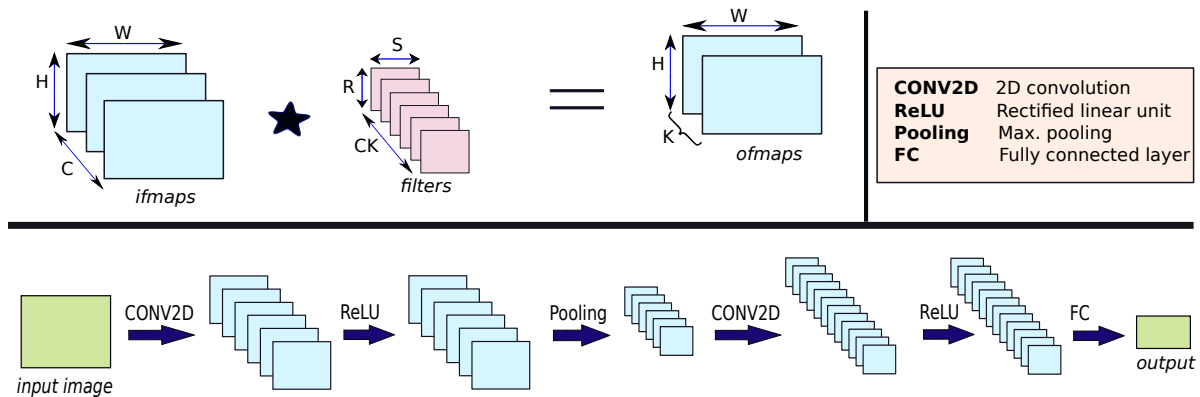 W
H
C
ifmaps
S
R
CK
filters
W
H
K
ofmaps
CONV2D 2D convolution
ReLU Rectified linear unit
Pooling Max. pooling
FC Fully connected layer
input image
CONV2D
ReLU
Pooling
CONV2D
ReLU
FC
output